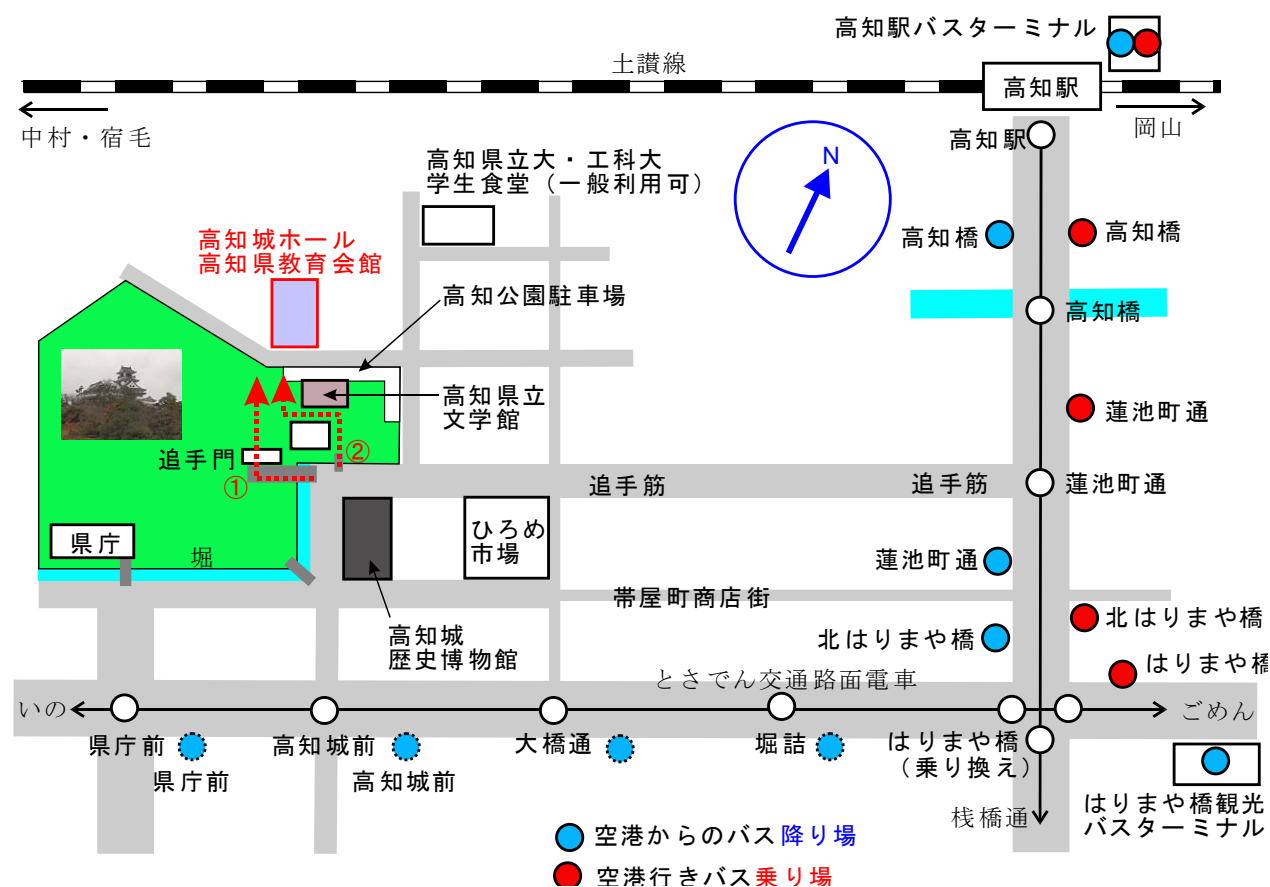 高知駅バスターミナル
土讃線
高知駅
中村・宿毛
岡山
高知駅
高知県立大・工科大
学生食堂（一般利用可）
N
高知城ホール
高知県教育会館
高知橋
高知橋
高知公園駐車場
高知橋
高知県立
文学館
蓮池町通
追手門
②
①
追手筋
追手筋
蓮池町通
ひろめ
市場
県庁
堀
蓮池町通
帯屋町商店街
北はりまや橋
高知城
歴史博物館
北はりまや橋
はりまや橋
とさでん交通路面電車
いの
ごめん
県庁前
高知城前
大橋通
堀詰
はりまや橋
（乗り換え）
県庁前
高知城前
桟橋通
はりまや橋観光
バスターミナル
空港からのバス降り場
空港行きバス乗り場